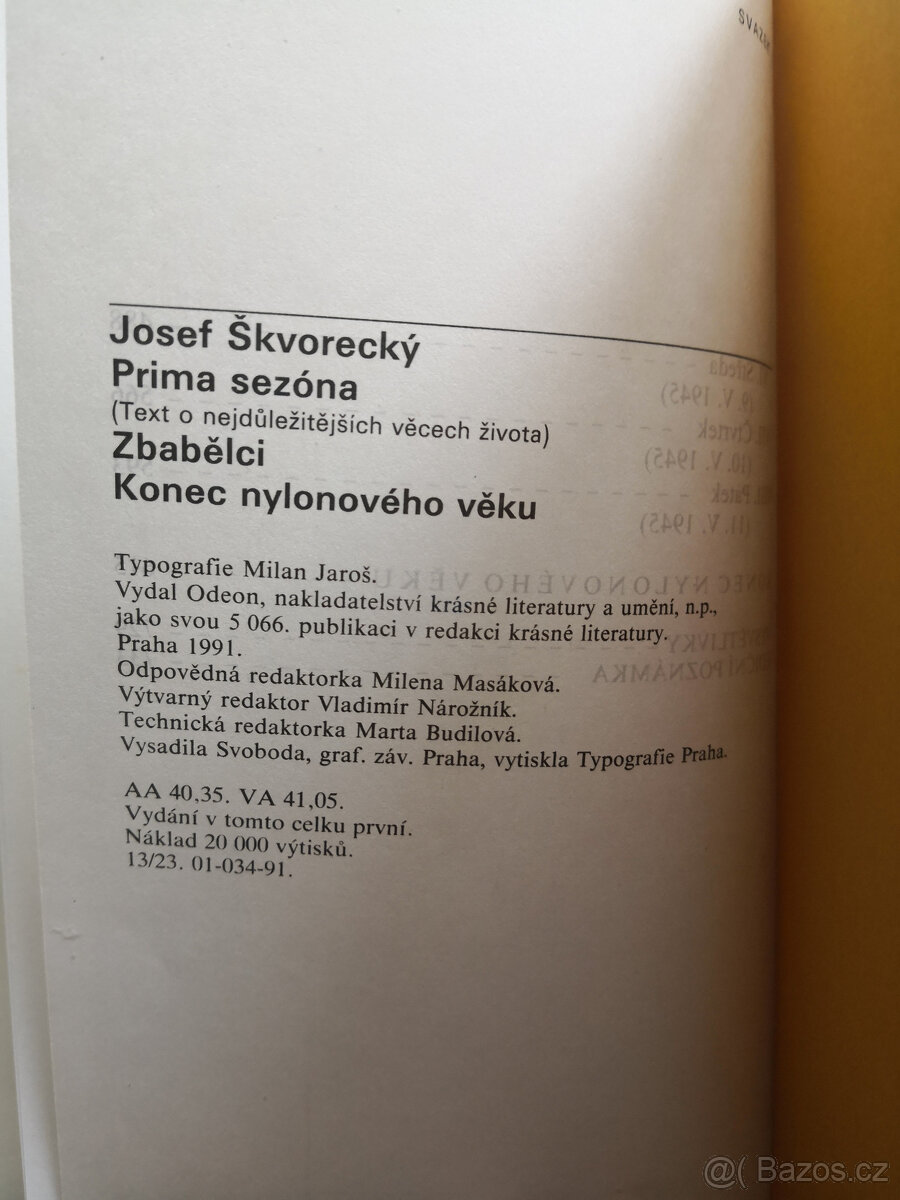 Josef Škvorecký
Prima sezóna
(Text o nejdůležitějších věcech života)
Zbabělci
Konec nylonového věku
Typografie Milan Jaroš.
Vydal Odeon, nakladatelství krásné literatury a umění, n.p.,
jako svou 5 066. publikaci v redakci krásné literatury.
Praha 1991.
Odpovědná redaktorka Milena Masáková.
Výtvarný redaktor Vladimír Nárožník.
Technická redaktorka Marta Budilová.
Vysadila Svoboda, graf. záv. Praha, vytiskla Typografie Praha.
AA 40,35. VA 41,05.
Vydání v tomto celku první.
Náklad 20 000 výtisků.
13/23. 01-034-91.
@( Bazos.cz